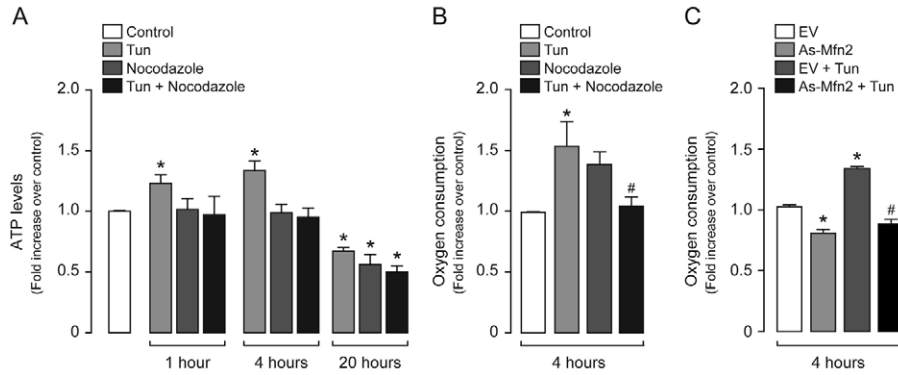 A
Control
Tun
Nocodazole
Tun + Nocodazole
ATP levels
(Fold increase over control)
2.0
1.5
1.0
0.5
0
*
*
*
*
*
1 hour
4 hours
20 hours
B
Control
Tun
Nocodazole
Tun + Nocodazole
Oxygen consumption
(Fold increase over control)
2.0
1.5
1.0
0.5
0
*
#
4 hours
C
EV
As-Mfn2
EV + Tun
As-Mfn2 + Tun
Oxygen consumption
(Fold increase over control)
2.0
1.5
1.0
0.5
0
*
*
#
4 hours